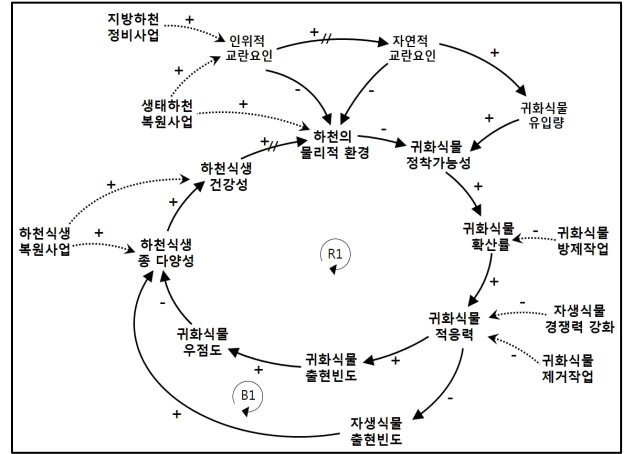 지방하천
정비사업
+
인위적
교란요인
+
자연적
교란요인
+
+
생태하천
복원사업
+
-
-
귀화식물
유입량
+
하천의
물리적 환경
-
귀화식물
정착가능성
+
하천식생
건강성
+
+
+
하천식생
복원사업
+
하천식생
종 다양성
R1
귀화식물
확산률
-
귀화식물
방제작업
+
-
귀화식물
우점도
귀화식물
적응력
-
자생식물
경쟁력 강화
-
귀화식물
제거작업
+
귀화식물
출현빈도
+
B1
-
+
자생식물
출현빈도